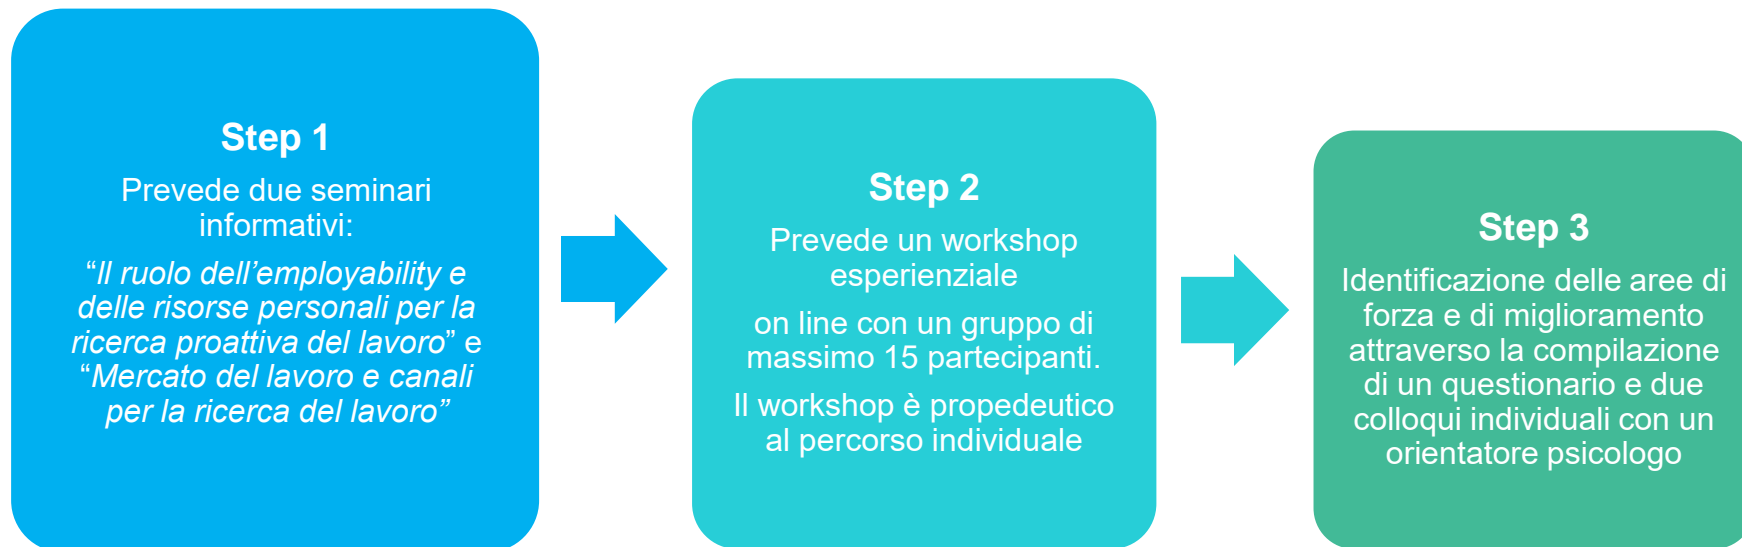 Step 1
Prevede due seminari
informativi:
“Il ruolo dell’employability e
delle risorse personali per la
ricerca proattiva del lavoro” e
“Mercato del lavoro e canali
per la ricerca del lavoro”
Step 2
Prevede un workshop
esperienziale
on line con un gruppo di
massimo 15 partecipanti.
Il workshop è propedeutico
al percorso individuale
Step 3
Identificazione delle aree di
forza e di miglioramento
attraverso la compilazione
di un questionario e due
colloqui individuali con un
orientatore psicologo